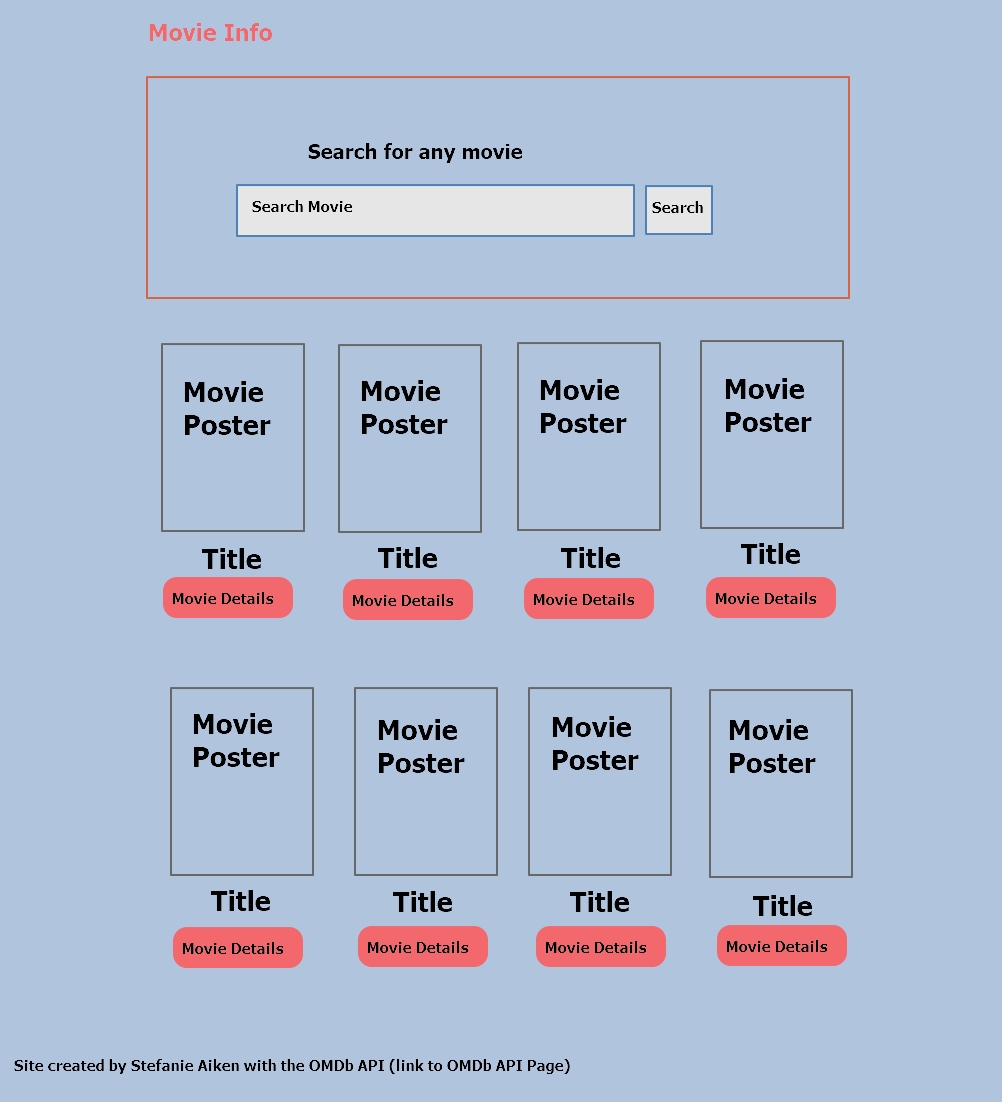 Movie Info
Search for any movie
Search Movie
Search
Movie
Poster
Movie
Poster
Movie
Poster
Movie
Poster
Title
Title
Title
Title
Movie Details
Movie Details
Movie Details
Movie Details
Movie
Poster
Movie
Poster
Movie
Poster
Movie
Poster
Title
Title
Title
Title
Movie Details
Movie Details
Movie Details
Movie Details
Site created by Stefanie Aiken with the OMDb API (link to OMDb API Page)